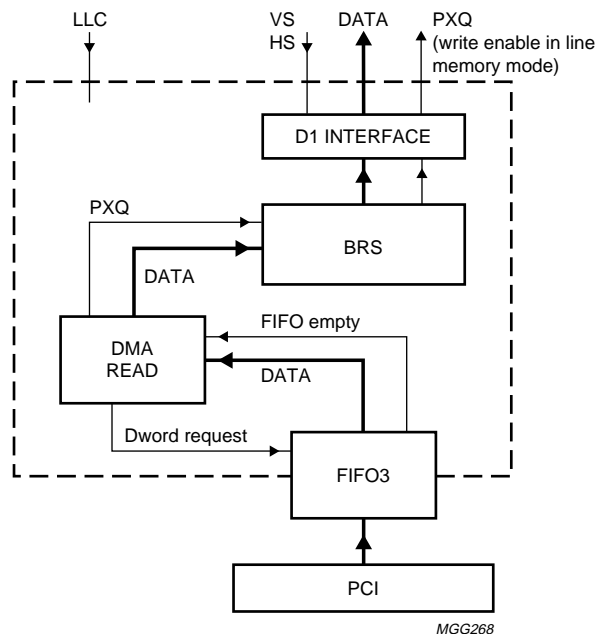 LLC
VS
HS
DATA
PXQ
(write enable in line
memory mode)
D1 INTERFACE
PXQ
BRS
DATA
FIFO empty
DMA
READ
DATA
Dword request
FIFO3
PCI
MGG268